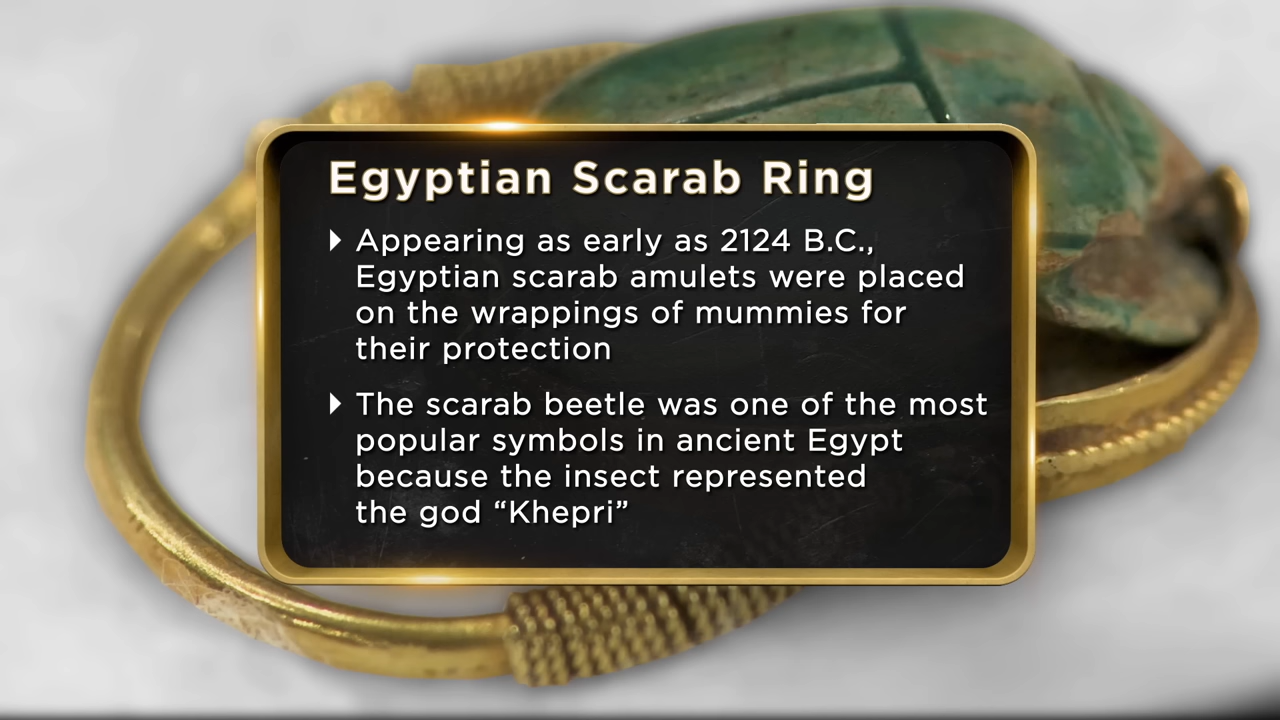 Egyptian Scarab Ring
Appearing as early as 2124 B.C.,
Egyptian scarab amulets were placed
on the wrappings of mummies for
their protection
The scarab beetle was one of the most
popular symbols in ancient Egypt
because the insect represented
the god “Khepri”